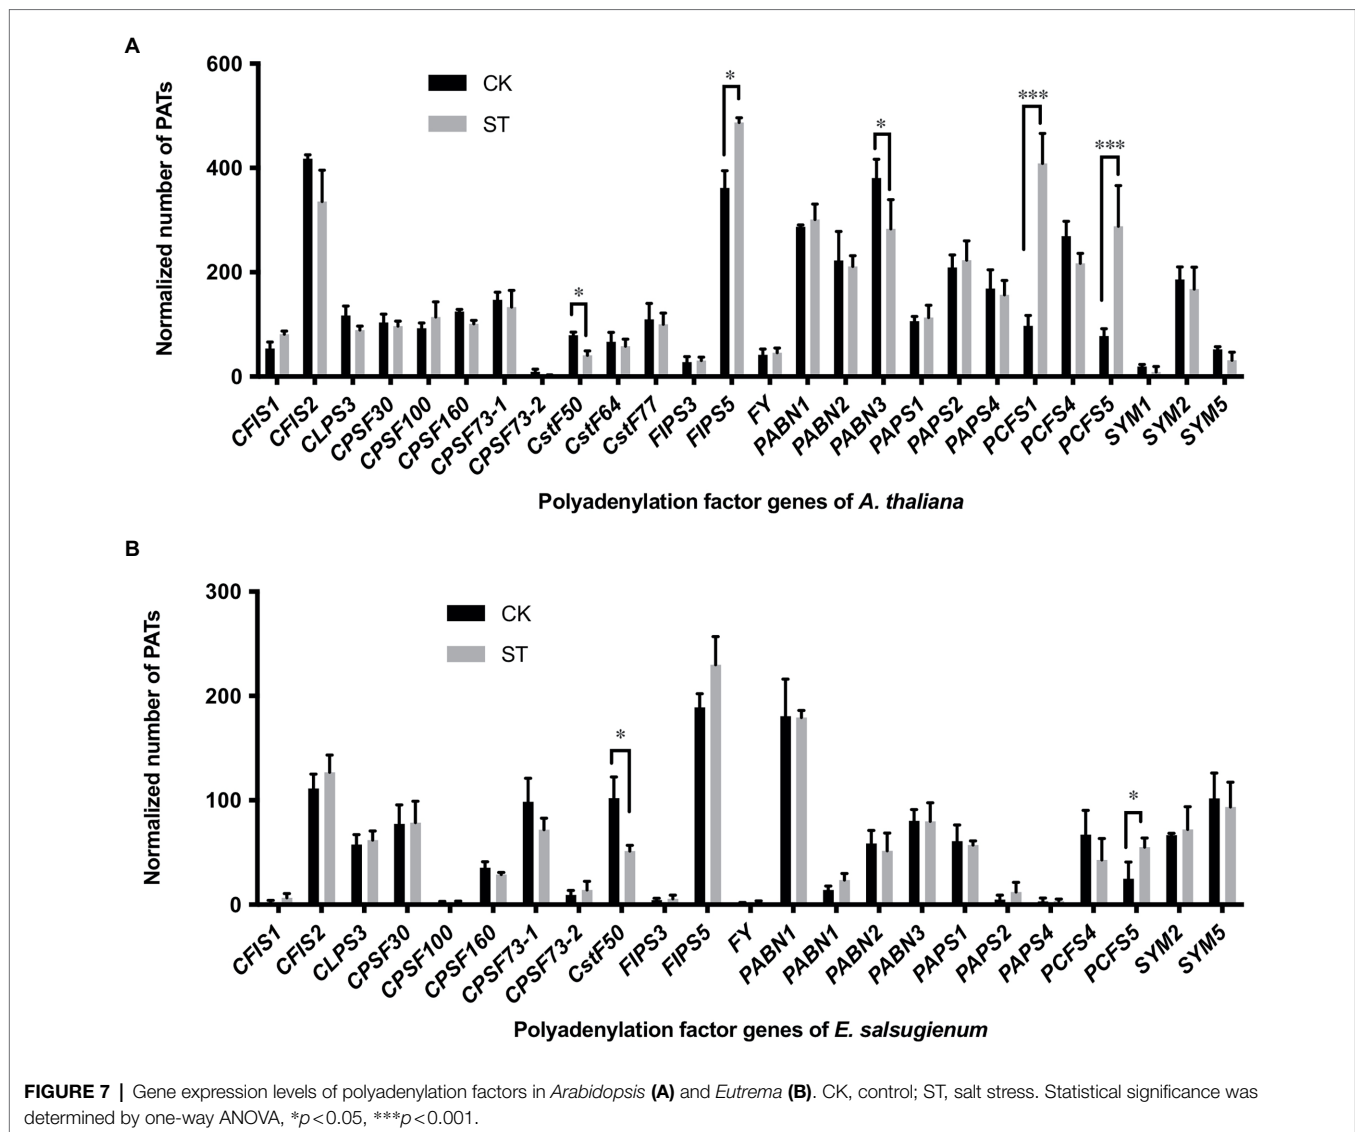 A
Normalized number of PATs
600
400
200
0
CK
ST
*
*
*
***
***
CFIS1
CFIS2
CLPS3
CPSF30
CPSF100
CPSF160
CPSF73-1
CPSF73-2
CstF50
CstF64
CstF77
FIPS3
FIPS5
FY
PABN1
PABN2
PABN3
PAPS1
PAPS2
PAPS4
PCFS1
PCFS4
PCFS5
SYM1
SYM2
SYM5
Polyadenylation factor genes of A. thaliana
B
Normalized number of PATs
300
200
100
0
CK
ST
*
*
CFIS1
CFIS2
CLPS3
CPSF30
CPSF100
CPSF160
CPSF73-1
CPSF73-2
CstF50
FIPS3
FIPS5
FY
PABN1
PABN1
PABN2
PABN3
PAPS1
PAPS2
PAPS4
PCFS4
PCFS5
SYM2
SYM5
Polyadenylation factor genes of E. salsugienum
FIGURE 7 | Gene expression levels of polyadenylation factors in Arabidopsis (A) and Eutrema (B). CK, control; ST, salt stress. Statistical significance was
determined by one-way ANOVA, *p<0.05, ***p<0.001.